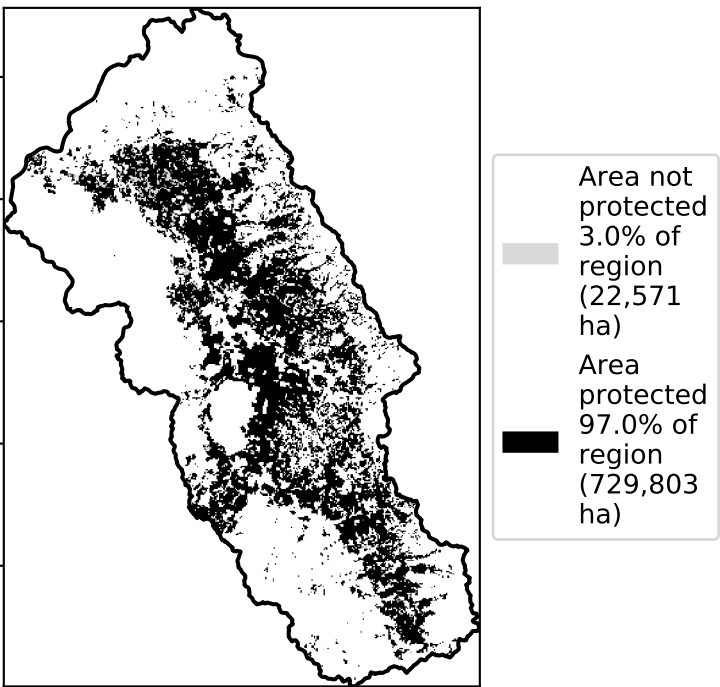 Area not
protected
3.0% of
region
(22,571
ha)
Area
protected
97.0% of
region
(729,803
ha)